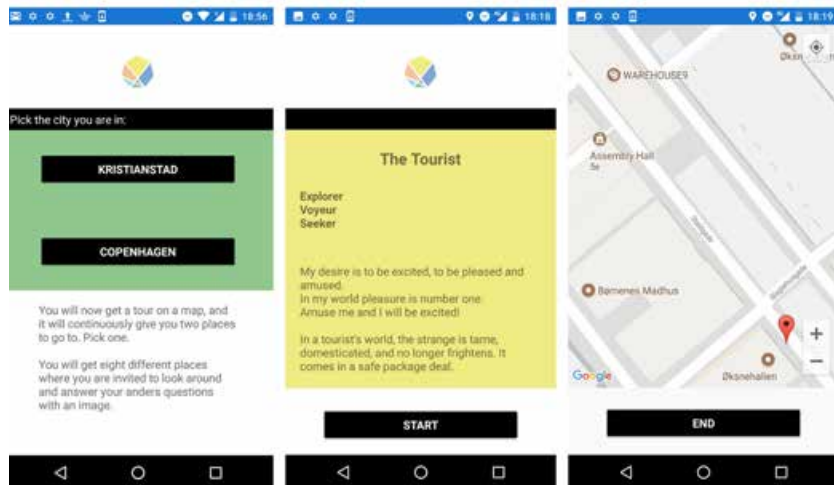 18:56
Pick the city you are in:
KRISTIANSTAD
COPENHAGEN
You will now get a tour on a map, and
it will continuously give you two places
to go to. Pick one.
You will get eight different places
where you are invited to look around
and answer your anders questions
with an image.
18:18
The Tourist
Explorer
Voyeur
Seeker
My desire is to be excited, to be pleased and
amused.
In my world pleasure is number one.
Amuse me and I will be excited!
In a tourist's world, the strange is tame,
domesticated, and no longer frightens. It
comes in a safe package deal.
START
18:19
WAREHOUSE9
Assembly Hall
Børnenes Madhus
Google
Øksnehallen
+
−
END